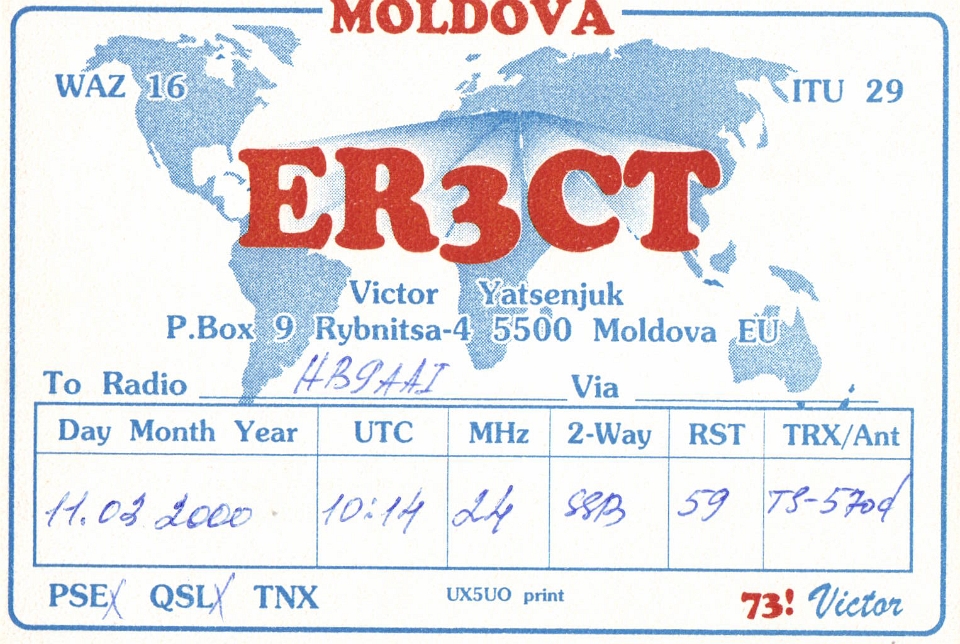 MOLDOVA
WAZ 16
ITU 29
ER3CT
Victor Yatsenjuk
P.Box 9 Rybnitsa-4 5500 Moldova EU
To Radio HB9AAI Via
Day Month Year UTC MHz 2-Way RST TRX/Ant
11.03 2000 10:14 24 SSB 59 TS-570d
PSE QSL TNX UX5UO print 73! Victor